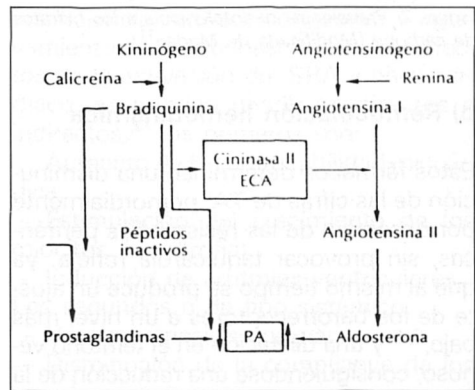 Kininógeno Angiotensinógeno
Calicreína Renina
Bradiquinina Angiotensina I
Cininasa II
ECA
Péptidos Angiotensina II
inactivos
Prostaglandinas PA Aldosterona